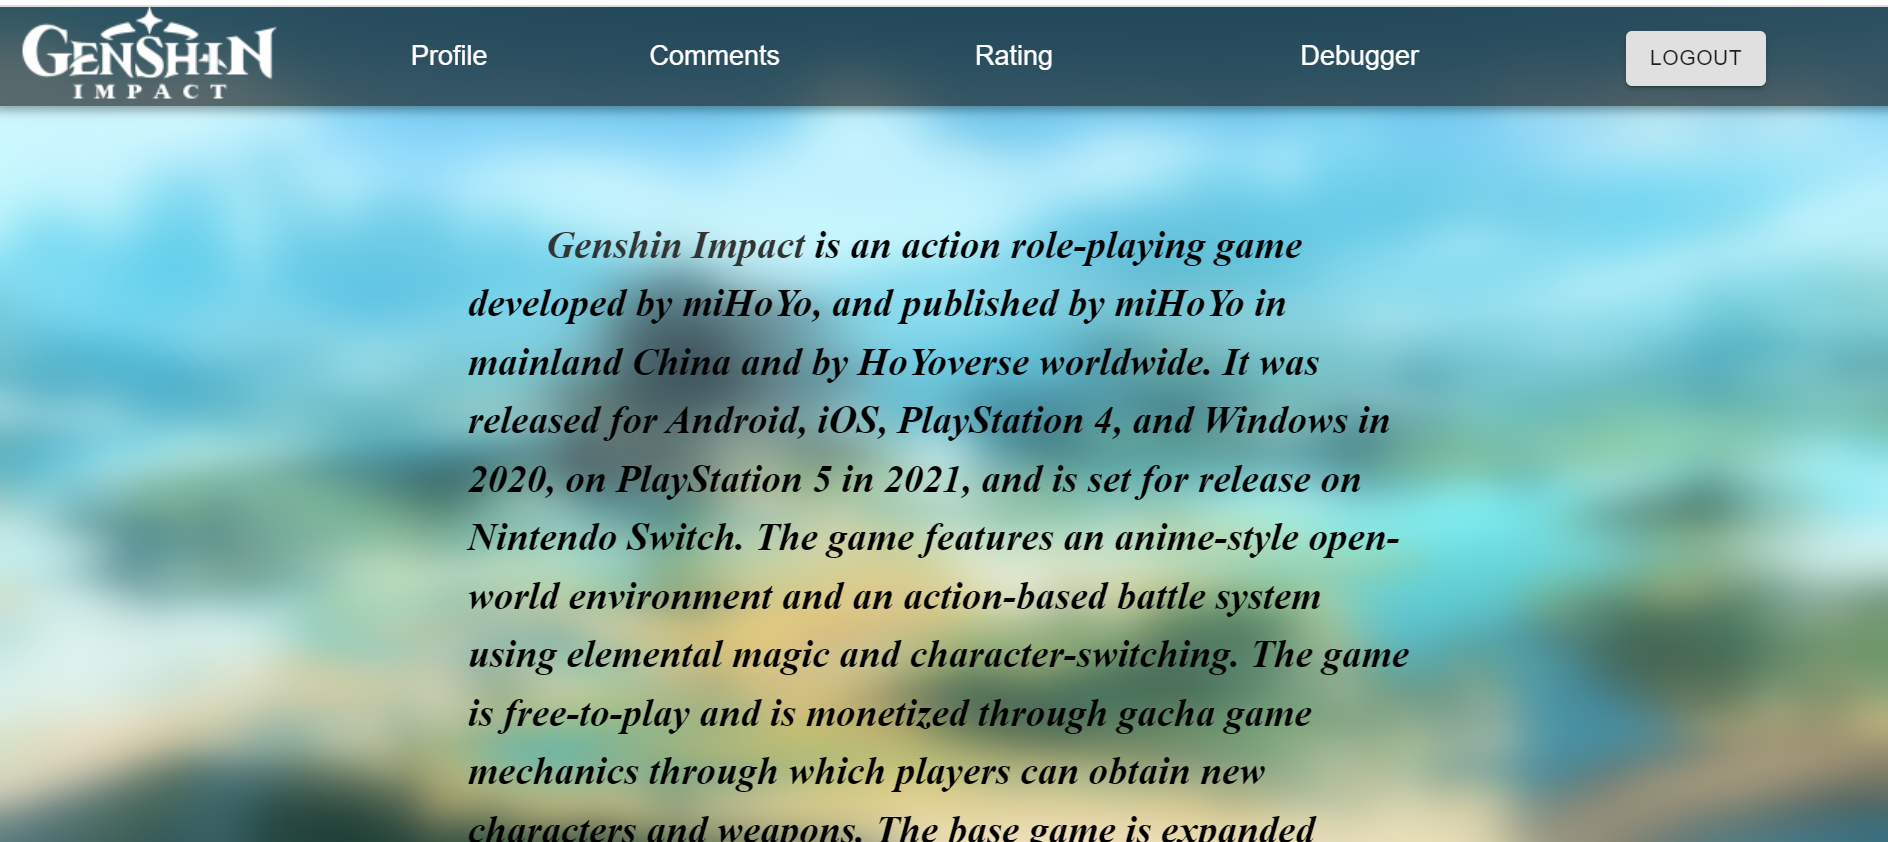 GENSHIN
IMPACT
Profile
Comments
Rating
Debugger
LOGOUT
Genshin Impact is an action role-playing game
developed by miHoYo, and published by miHoYo in
mainland China and by HoYoverse worldwide. It was
released for Android, iOS, PlayStation 4, and Windows in
2020, on PlayStation 5 in 2021, and is set for release on
Nintendo Switch. The game features an anime-style open-
world environment and an action-based battle system
using elemental magic and character-switching. The game
is free-to-play and is monetized through gacha game
mechanics through which players can obtain new
characters and weapons. The base game is expanded